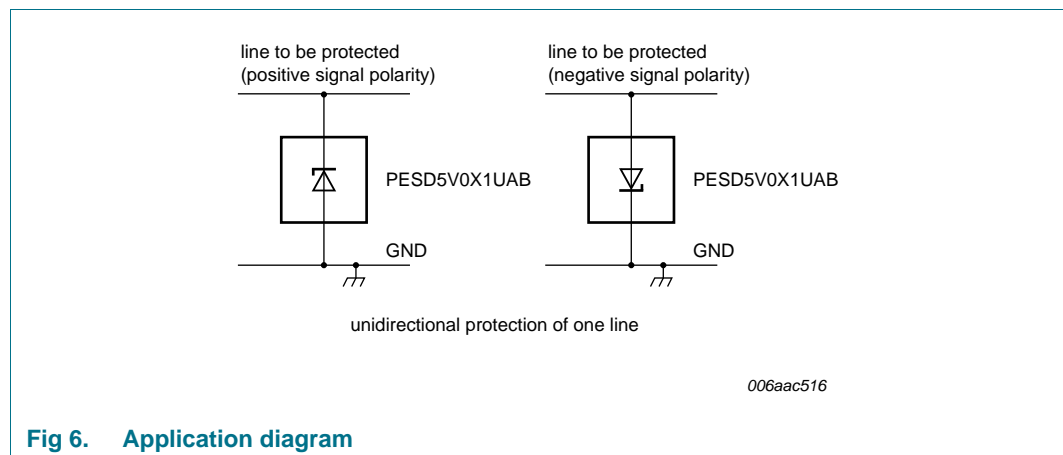 line to be protected
(positive signal polarity)
PESD5V0X1UAB
GND
line to be protected
(negative signal polarity)
PESD5V0X1UAB
GND
unidirectional protection of one line
006aac516
Fig 6. Application diagram